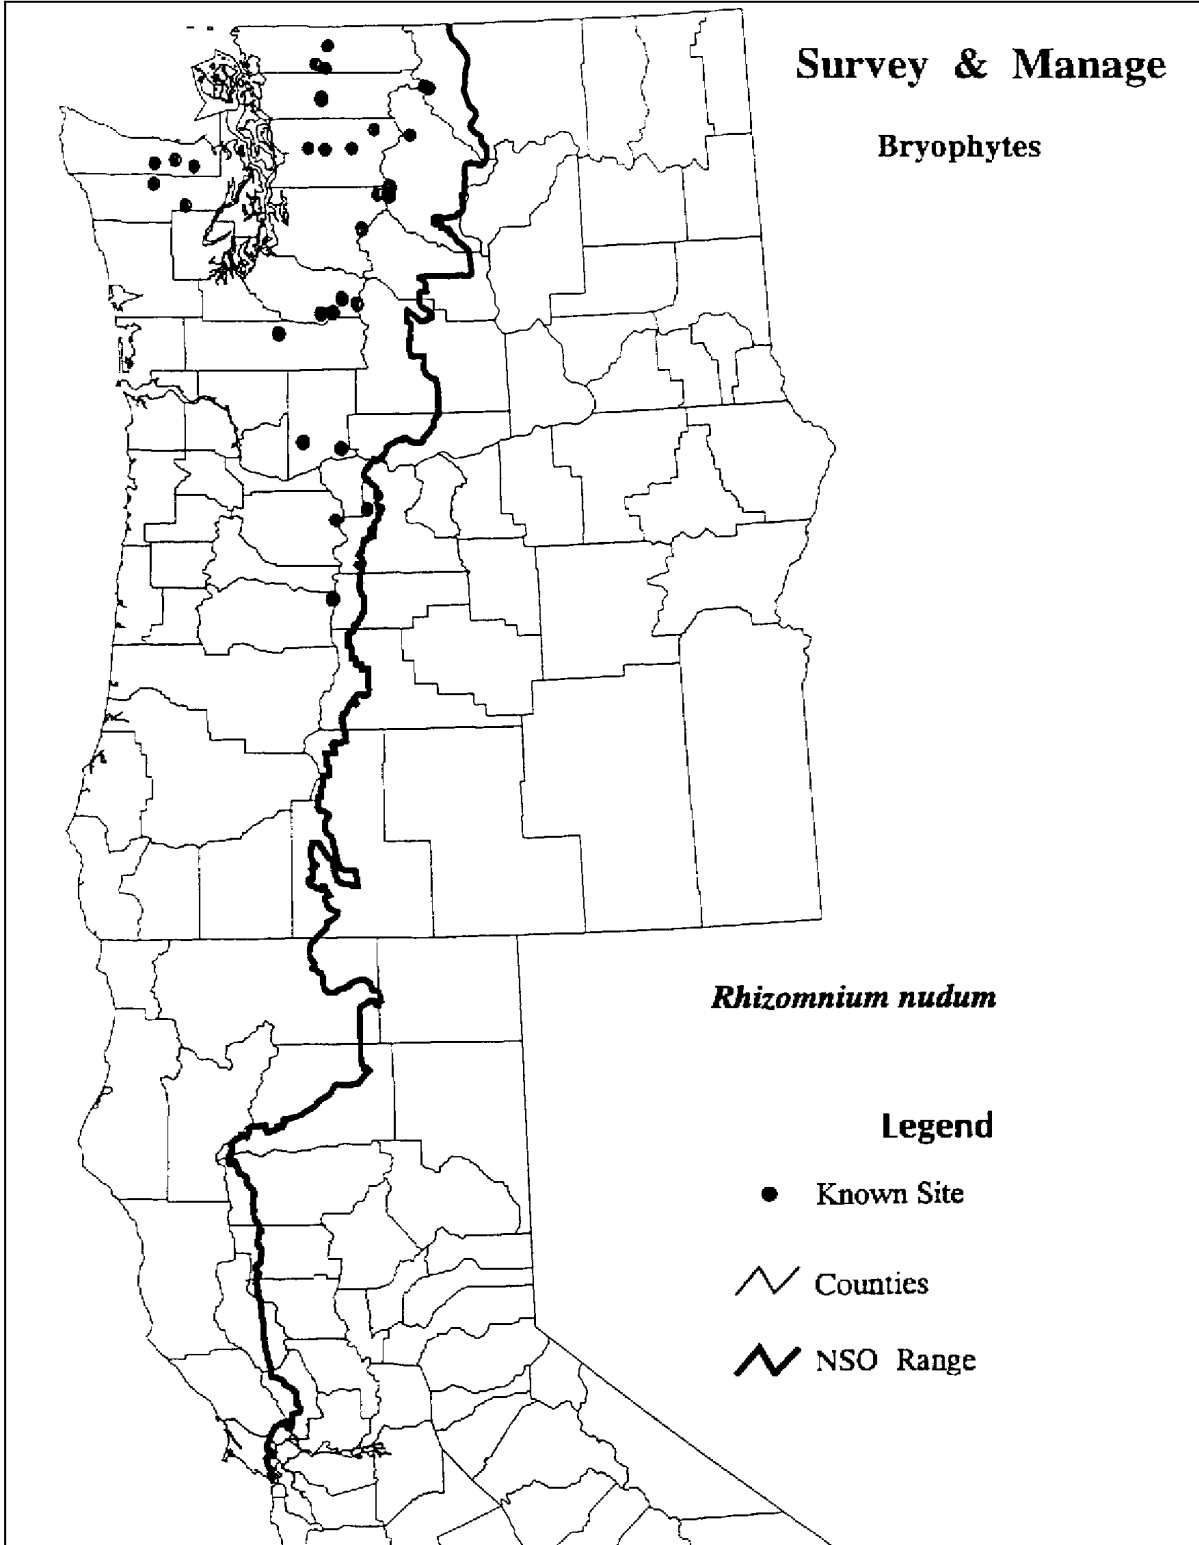 Survey & Manage
Bryophytes
Rhizomnium nudum
Legend
Known Site
Counties
NSO Range